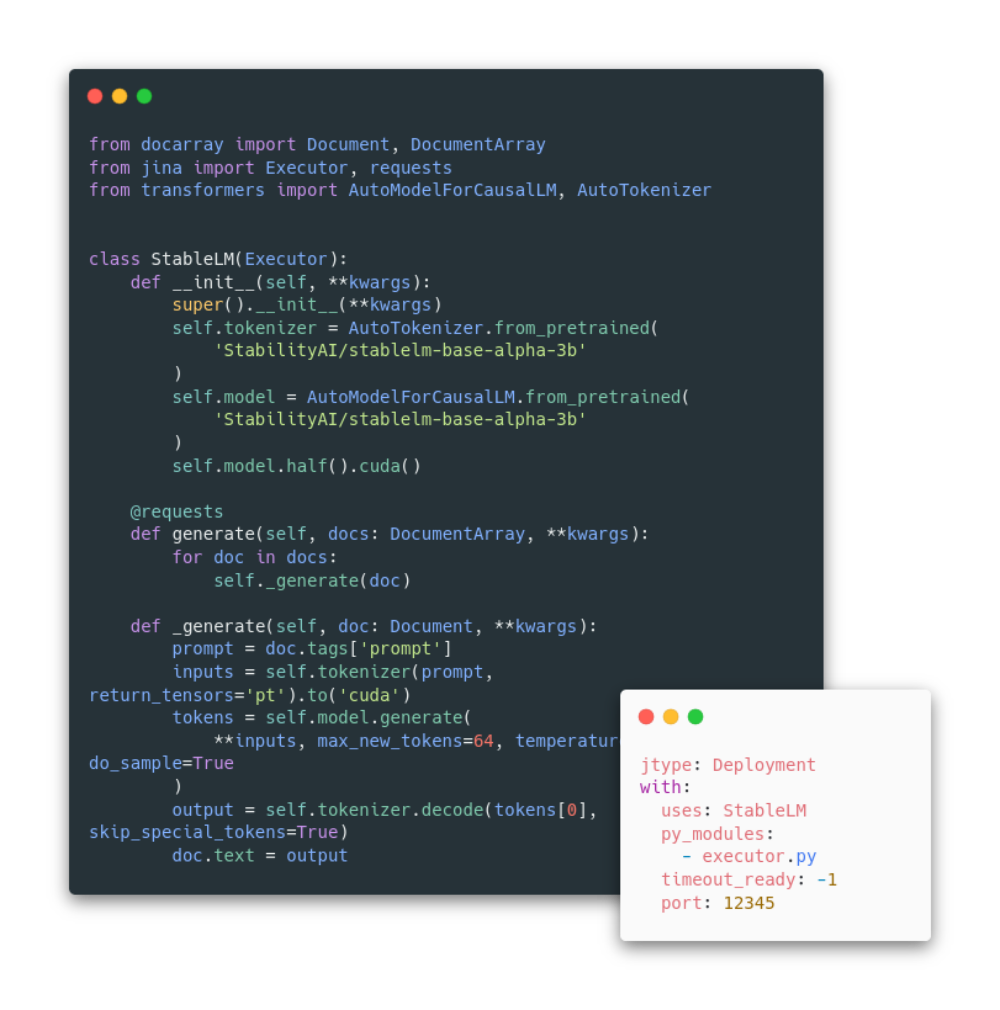 from docarray import Document, DocumentArray
from jina import Executor, requests
from transformers import AutoModelForCausalLM, AutoTokenizer
class StableLM(Executor):
    def __init__(self, **kwargs):
        super().__init__(**kwargs)
        self.tokenizer = AutoTokenizer.from_pretrained(
            'StabilityAI/stablelm-base-alpha-3b'
        )
        self.model = AutoModelForCausalLM.from_pretrained(
            'StabilityAI/stablelm-base-alpha-3b'
        )
        self.model.half().cuda()
    @requests
    def generate(self, docs: DocumentArray, **kwargs):
        for doc in docs:
            self._generate(doc)
    def _generate(self, doc: Document, **kwargs):
        prompt = doc.tags['prompt']
        inputs = self.tokenizer(prompt,
return_tensors='pt').to('cuda')
        tokens = self.model.generate(
            **inputs, max_new_tokens=64,
do_sample=True
        )
        output = self.tokenizer.decode(tokens[0],
skip_special_tokens=True)
        doc.text = output
jtype: Deployment
with:
  uses: StableLM
  py_modules:
    - executor.py
  timeout_ready: -1
  port: 12345